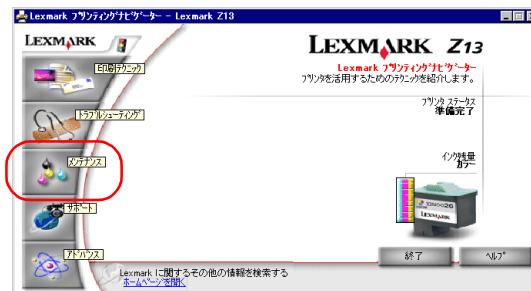 Lexmark プリンティングナビゲーター - Lexmark Z13
LEXMARK
印刷テクニック
トラブルシューティング
メンテナンス
サポート
アドバンス
LEXMARK Z13
Lexmark プリンティングナビゲーター
プリンタを活用するためのテクニックを紹介します。
プリンタ ステータス
準備完了
インク残量
カラー
10N0026
LEXMARK
終了
ヘルプ
Lexmark に関するその他の情報を検索する
ホームページを開く